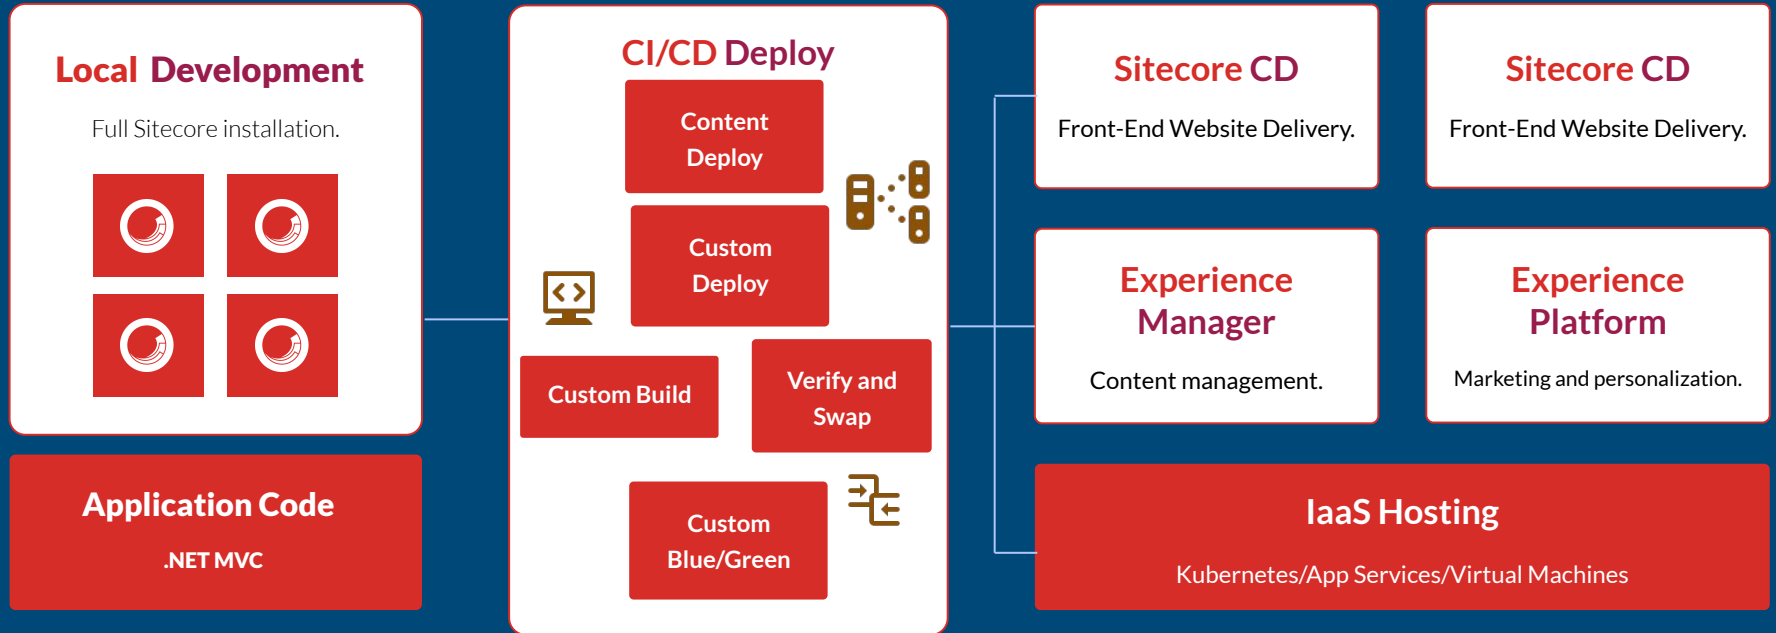 Local Development
Full Sitecore installation.
Application Code
.NET MVC
CI/CD Deploy
Content
Deploy
Custom
Deploy
Custom Build
Verify and
Swap
Custom
Blue/Green
Sitecore CD
Front-End Website Delivery.
Sitecore CD
Front-End Website Delivery.
Experience
Manager
Content management.
Experience
Platform
Marketing and personalization.
IaaS Hosting
Kubernetes/App Services/Virtual Machines